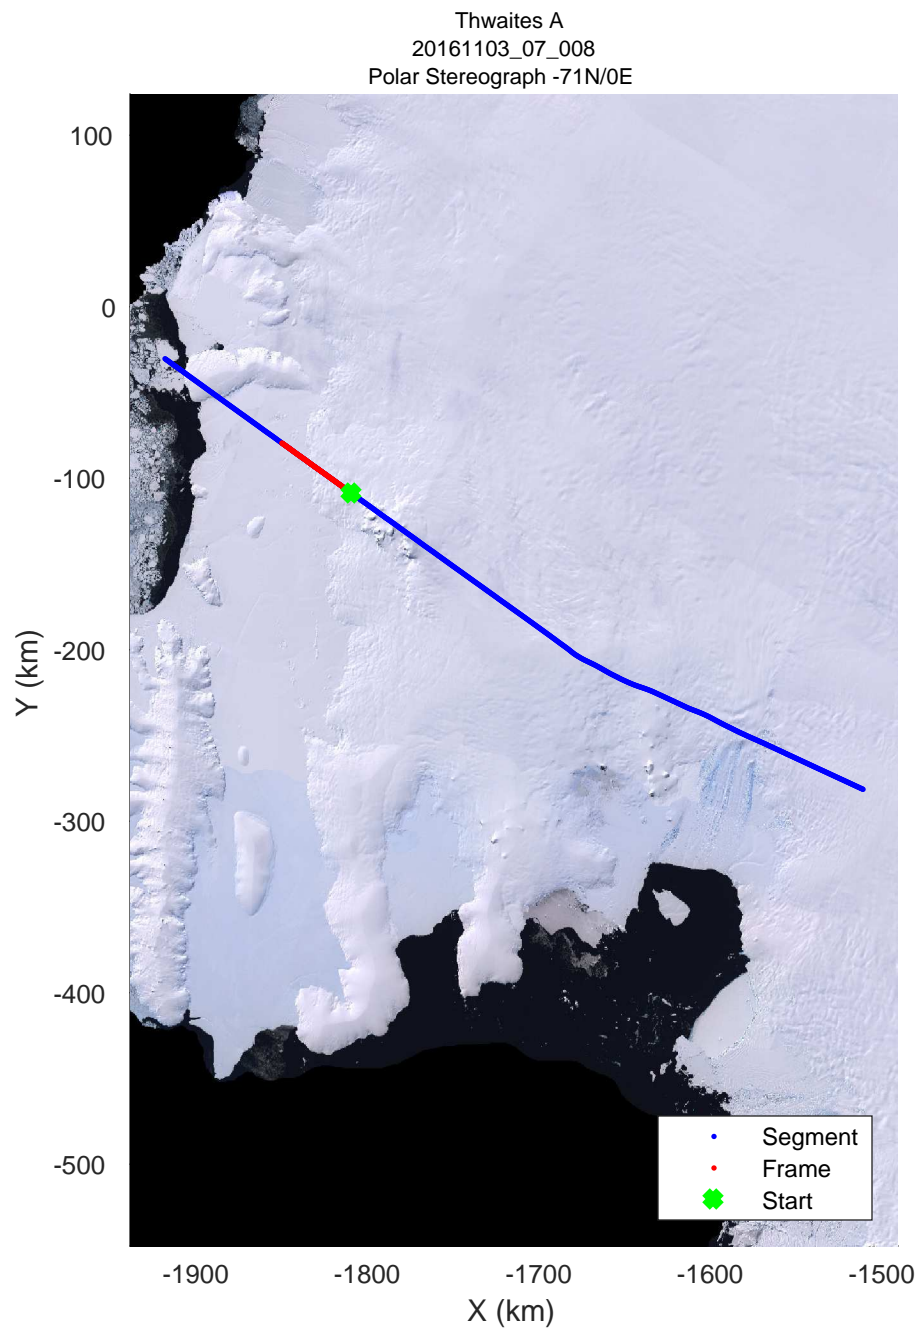 Thwaites A
20161103_07_008
Polar Stereograph -71N/0E
100
0
-100
-200
-300
-400
-500
Y (km)
Segment
Frame
Start
-1900
-1800
-1700
-1600
-1500
X (km)